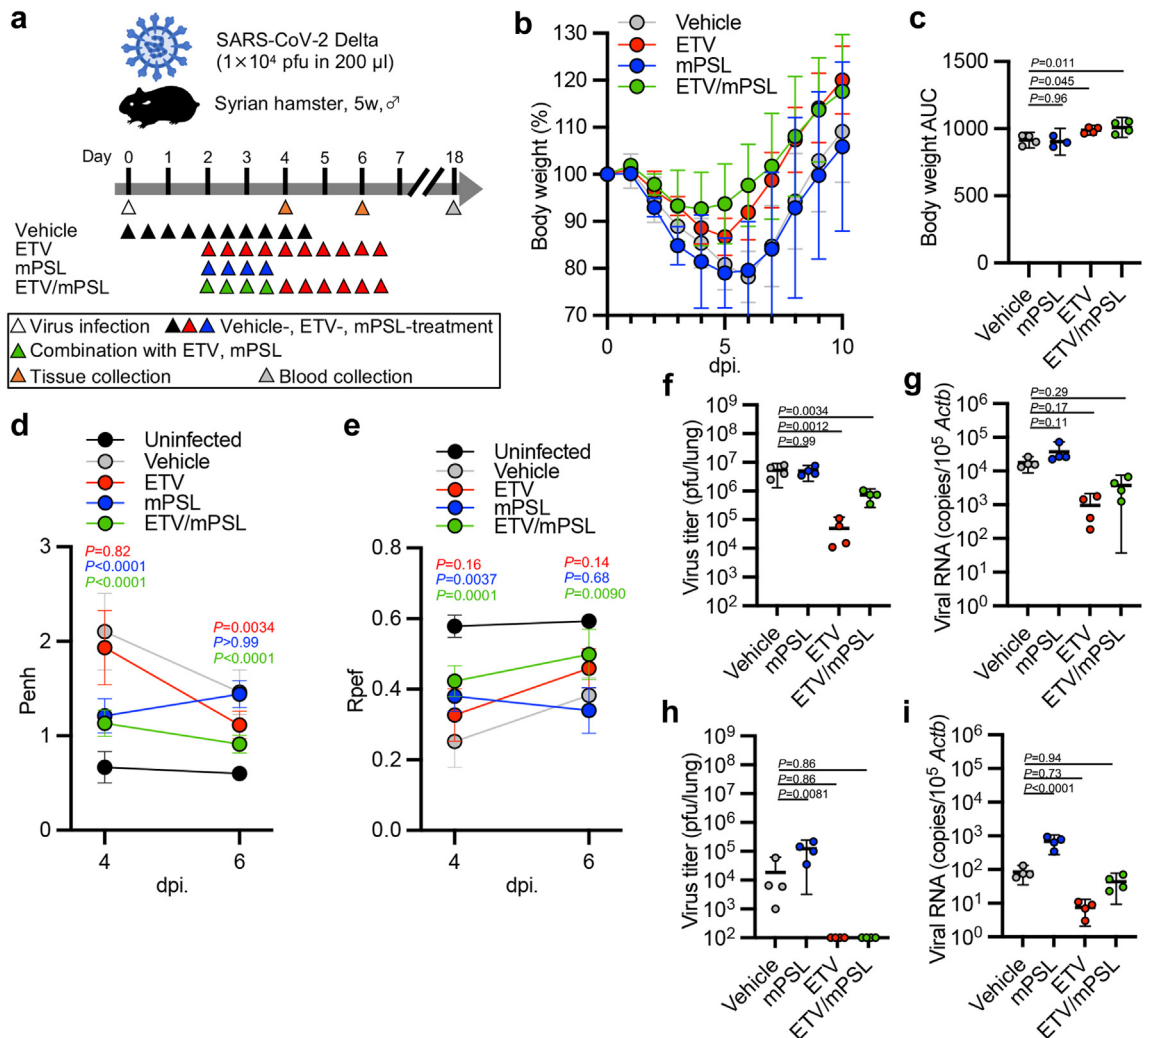 a
SARS-CoV-2 Delta
(1×10⁴ pfu in 200 µl)
Syrian hamster, 5w,♂
Day 0 1 2 3 4 5 6 7 18
Vehicle
ETV
mPSL
ETV/mPSL
Virus infection Vehicle-, ETV-, mPSL-treatment
Combination with ETV, mPSL
Tissue collection Blood collection
b
Vehicle
ETV
mPSL
ETV/mPSL
Body weight (%)
130
120
110
100
90
80
70
0 5 10
dpi.
c
Body weight AUC
1500
1000
500
0
P=0.011
P=0.045
P=0.96
Vehicle
mPSL
ETV
ETV/mPSL
d
Uninfected
Vehicle
ETV
mPSL
ETV/mPSL
Penh
3
2
1
0
P=0.82
P<0.0001
P<0.0001
P=0.0034
P>0.99
P<0.0001
4 6
dpi.
e
Uninfected
Vehicle
ETV
mPSL
ETV/mPSL
Rpef
0.8
0.6
0.4
0.2
0.0
P=0.16
P=0.0037
P=0.0001
P=0.14
P=0.68
P=0.0090
4 6
dpi.
f
Virus titer (pfu/lung)
10⁹
10⁸
10⁷
10⁶
10⁵
10⁴
10³
10²
P=0.0034
P=0.0012
P=0.99
Vehicle
mPSL
ETV
ETV/mPSL
g
Viral RNA (copies/10⁵ Actb)
10⁶
10⁵
10⁴
10³
10²
10¹
10⁰
P=0.29
P=0.17
P=0.11
Vehicle
mPSL
ETV
ETV/mPSL
h
Virus titer (pfu/lung)
10⁹
10⁸
10⁷
10⁶
10⁵
10⁴
10³
10²
P=0.86
P=0.86
P=0.0081
Vehicle
mPSL
ETV
ETV/mPSL
i
Viral RNA (copies/10⁵ Actb)
10⁶
10⁵
10⁴
10³
10²
10¹
10⁰
P=0.94
P=0.73
P<0.0001
Vehicle
mPSL
ETV
ETV/mPSL